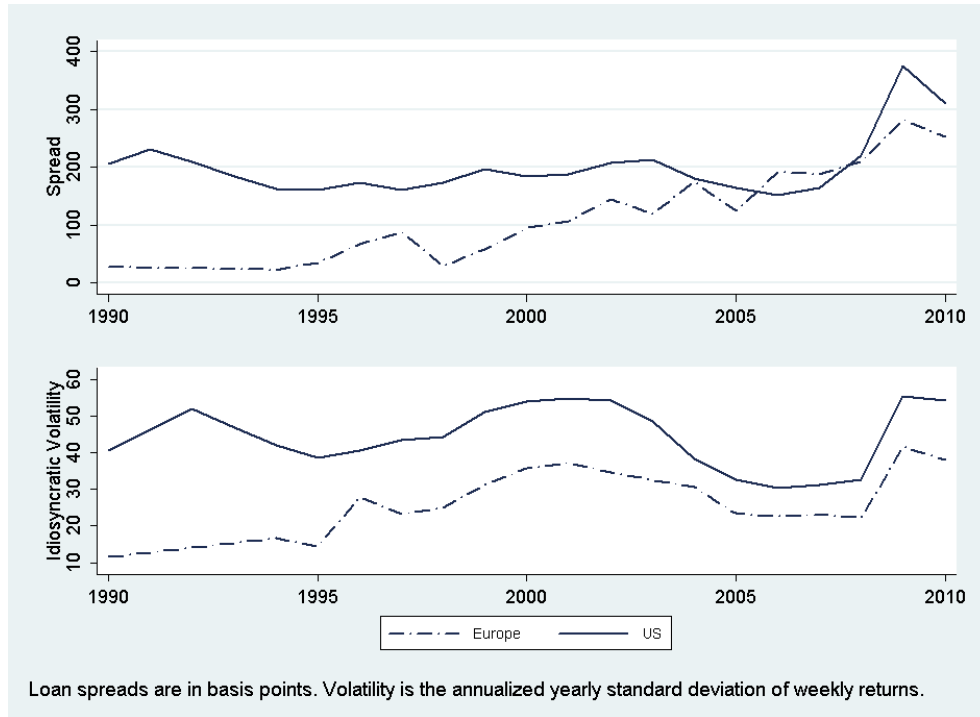 Spread
400
300
200
100
0
1990 1995 2000 2005 2010
Idiosyncratic Volatility
60
50
40
30
20
10
1990 1995 2000 2005 2010
Europe US
Loan spreads are in basis points. Volatility is the annualized yearly standard deviation of weekly returns.